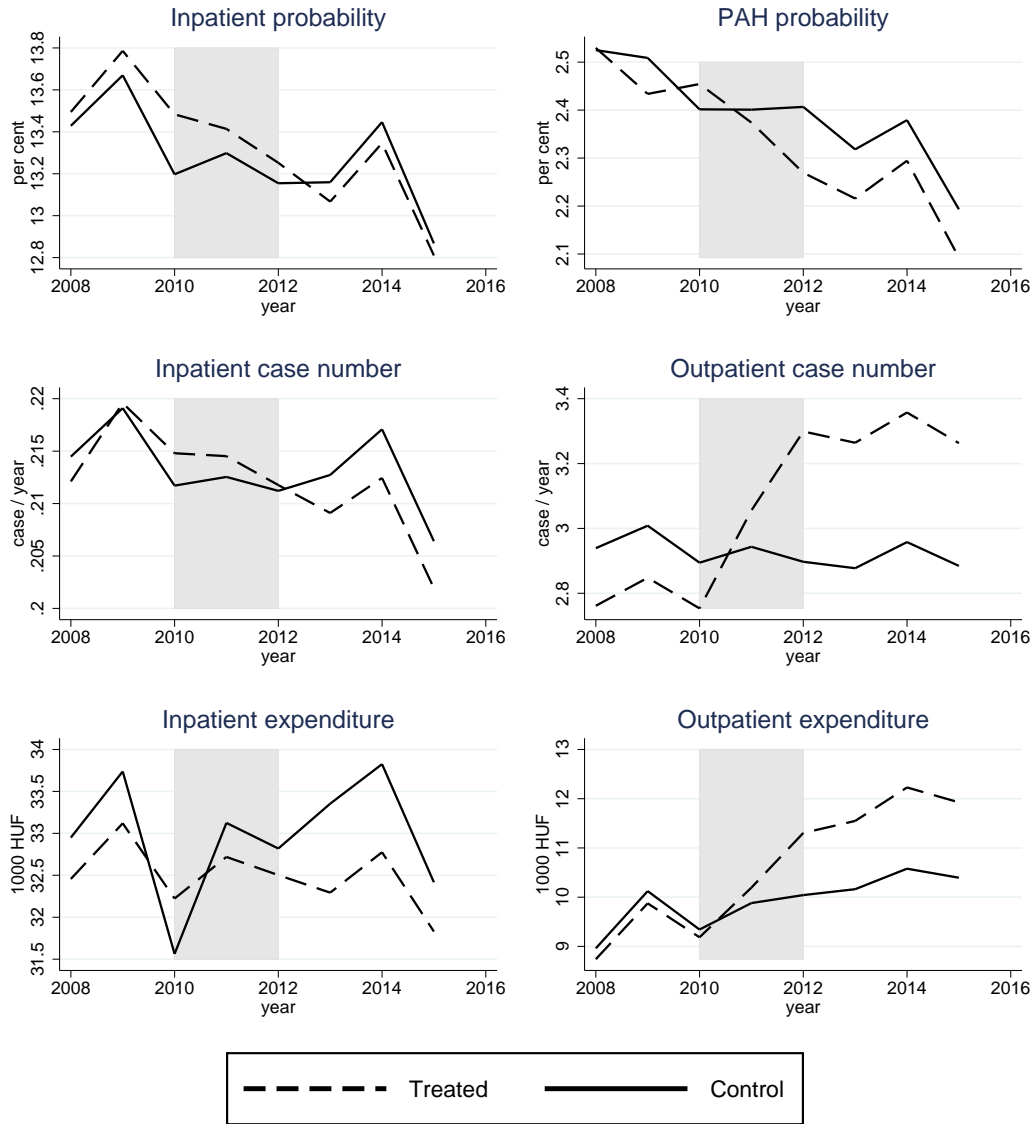 Inpatient probability
per cent
13.8
13.6
13.4
13.2
13
12.8
2008 2010 2012 2014 2016
year
PAH probability
per cent
2.5
2.4
2.3
2.2
2.1
2008 2010 2012 2014 2016
year
Inpatient case number
case / year
.22
.215
.21
.205
.2
2008 2010 2012 2014 2016
year
Outpatient case number
case / year
3.4
3.2
3
2.8
2008 2010 2012 2014 2016
year
Inpatient expenditure
1000 HUF
34
33.5
33
32.5
32
31.5
2008 2010 2012 2014 2016
year
Outpatient expenditure
1000 HUF
13
12
11
10
9
2008 2010 2012 2014 2016
year
Treated Control